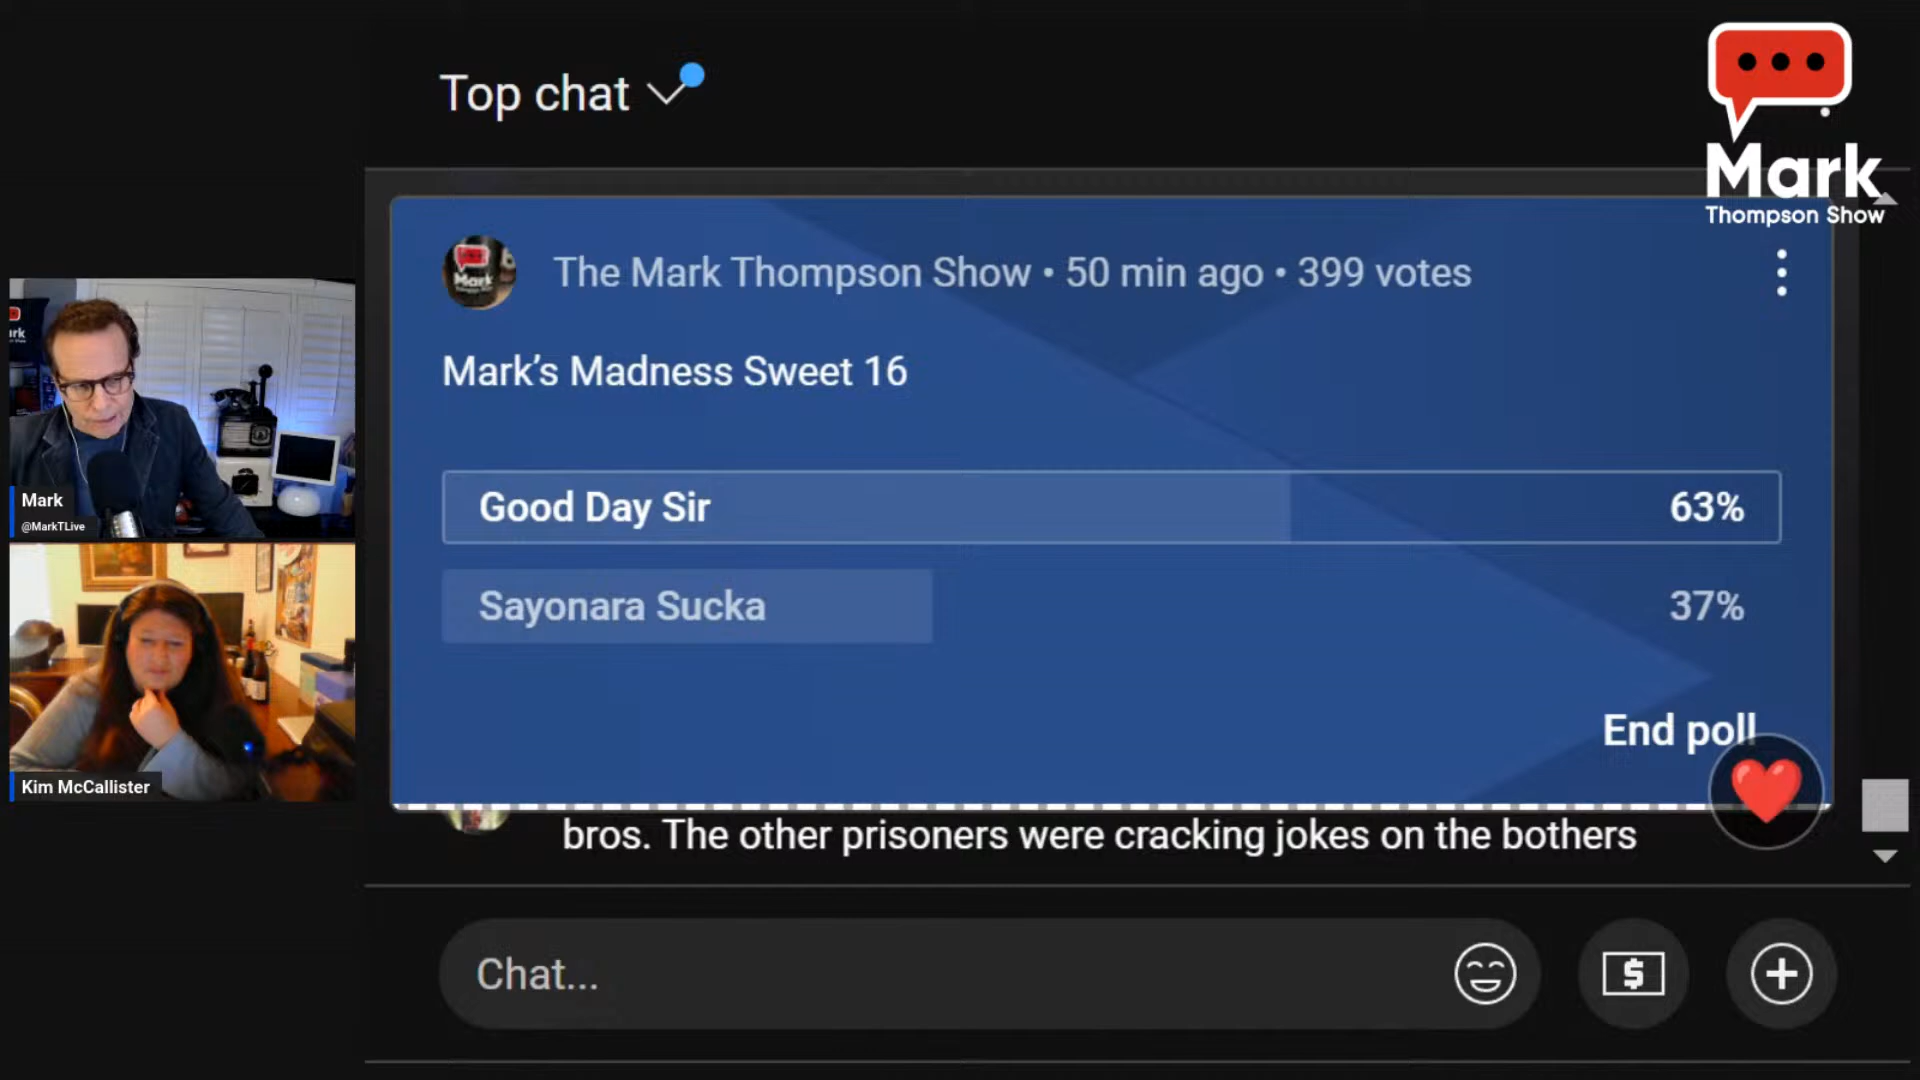 Top chat
Mark
Thompson Show
The Mark Thompson Show • 50 min ago • 399 votes
Mark’s Madness Sweet 16
Good Day Sir 63%
Sayonara Sucka 37%
End poll
bros. The other prisoners were cracking jokes on the bothers
Chat...
Mark
@MarkTLive
Kim McCallister